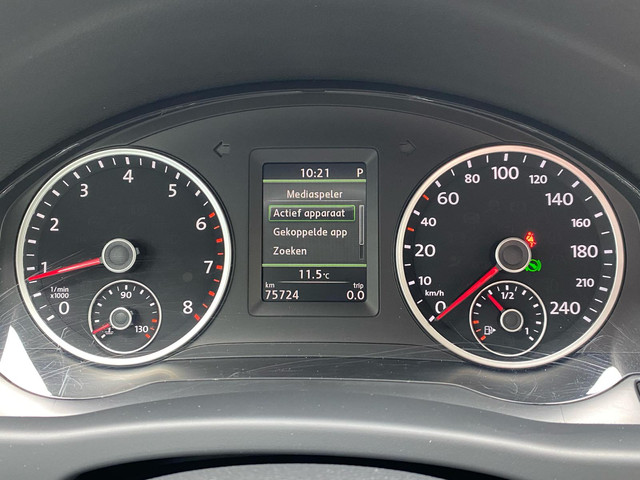 1 2 3 4 5 6 7 8 0
1/min
x1000
90
130
10:21 P
Mediaspeler
Actief apparaat
Gekoppelde app
Zoeken
11.5°C
km trip
75724 0.0
0 10 20 40 60 80 100 120 140 160 180 210 240
km/h
1/2
1